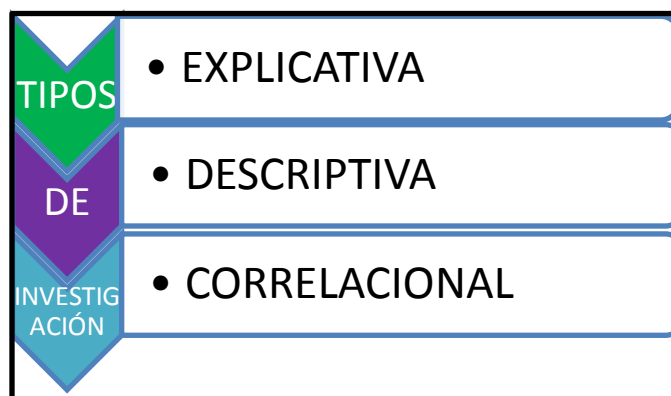 TIPOS
• EXPLICATIVA
DE
• DESCRIPTIVA
INVESTIG
ACIÓN
• CORRELACIONAL